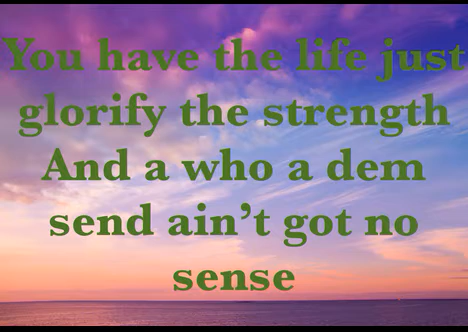 You have the life just
glorify the strength
And a who a dem
send ain’t got no
sense